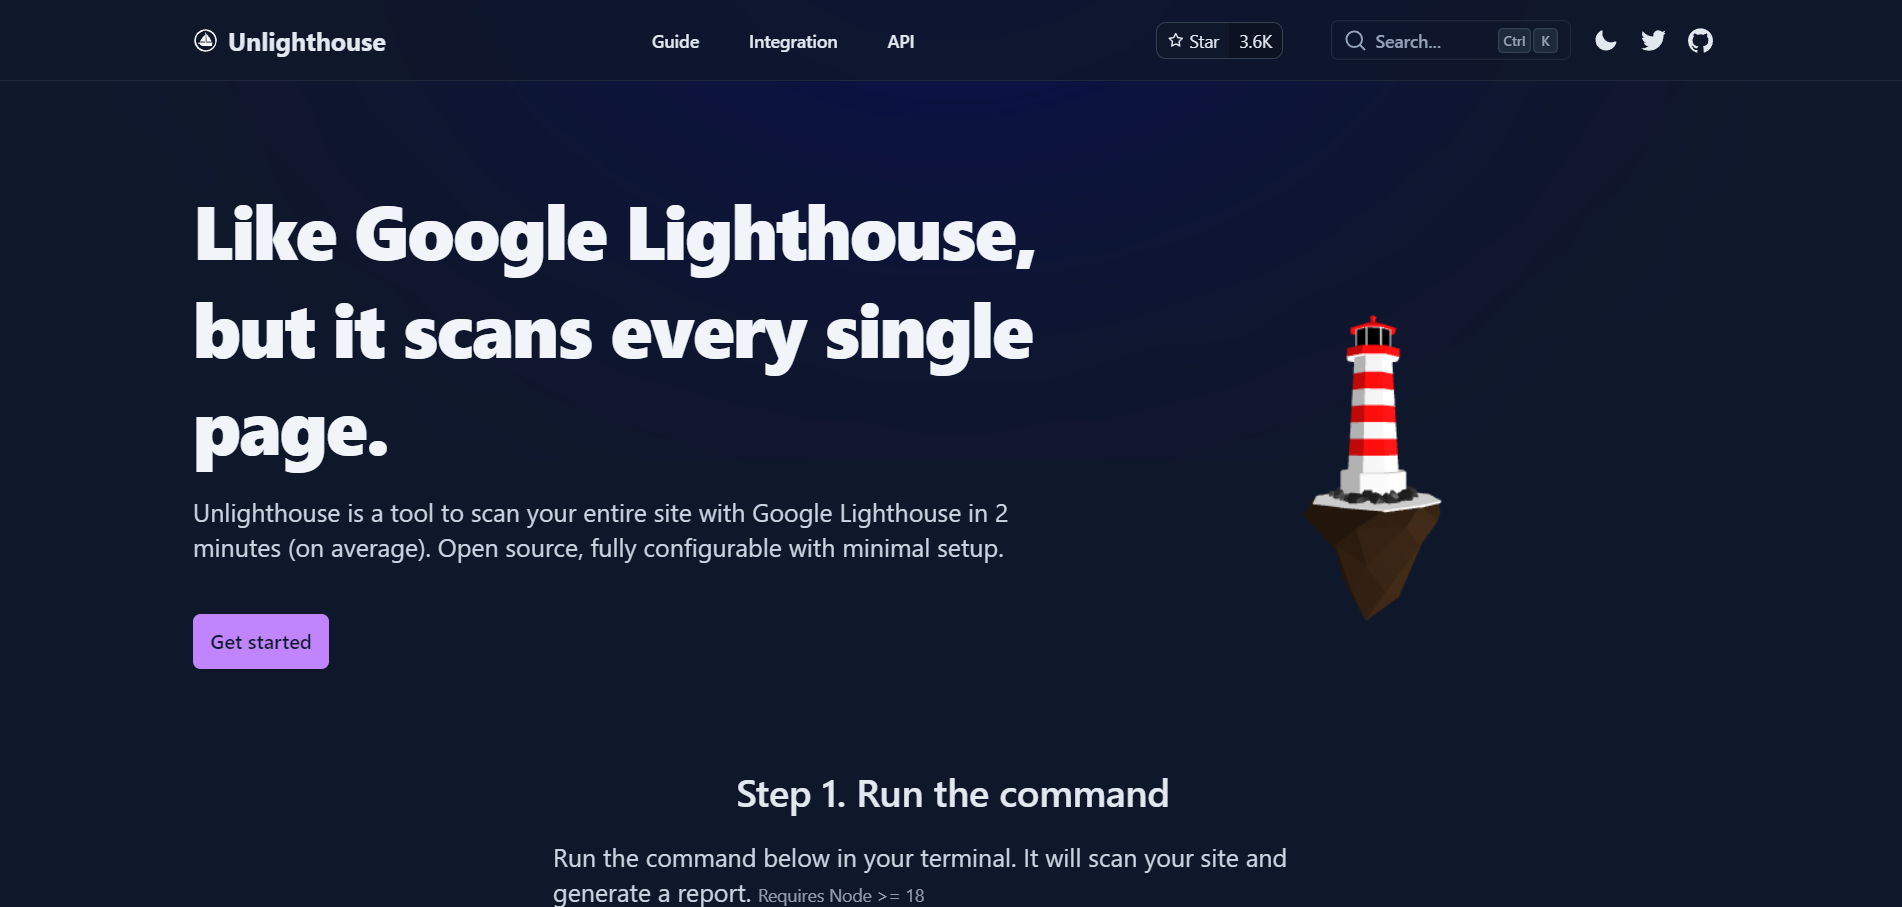 Unlighthouse
Guide
Integration
API
Star 3.6K
Search...
Ctrl K
Like Google Lighthouse,
but it scans every single
page.
Unlighthouse is a tool to scan your entire site with Google Lighthouse in 2
minutes (on average). Open source, fully configurable with minimal setup.
Get started
Step 1. Run the command
Run the command below in your terminal. It will scan your site and
generate a report. Requires Node >= 18